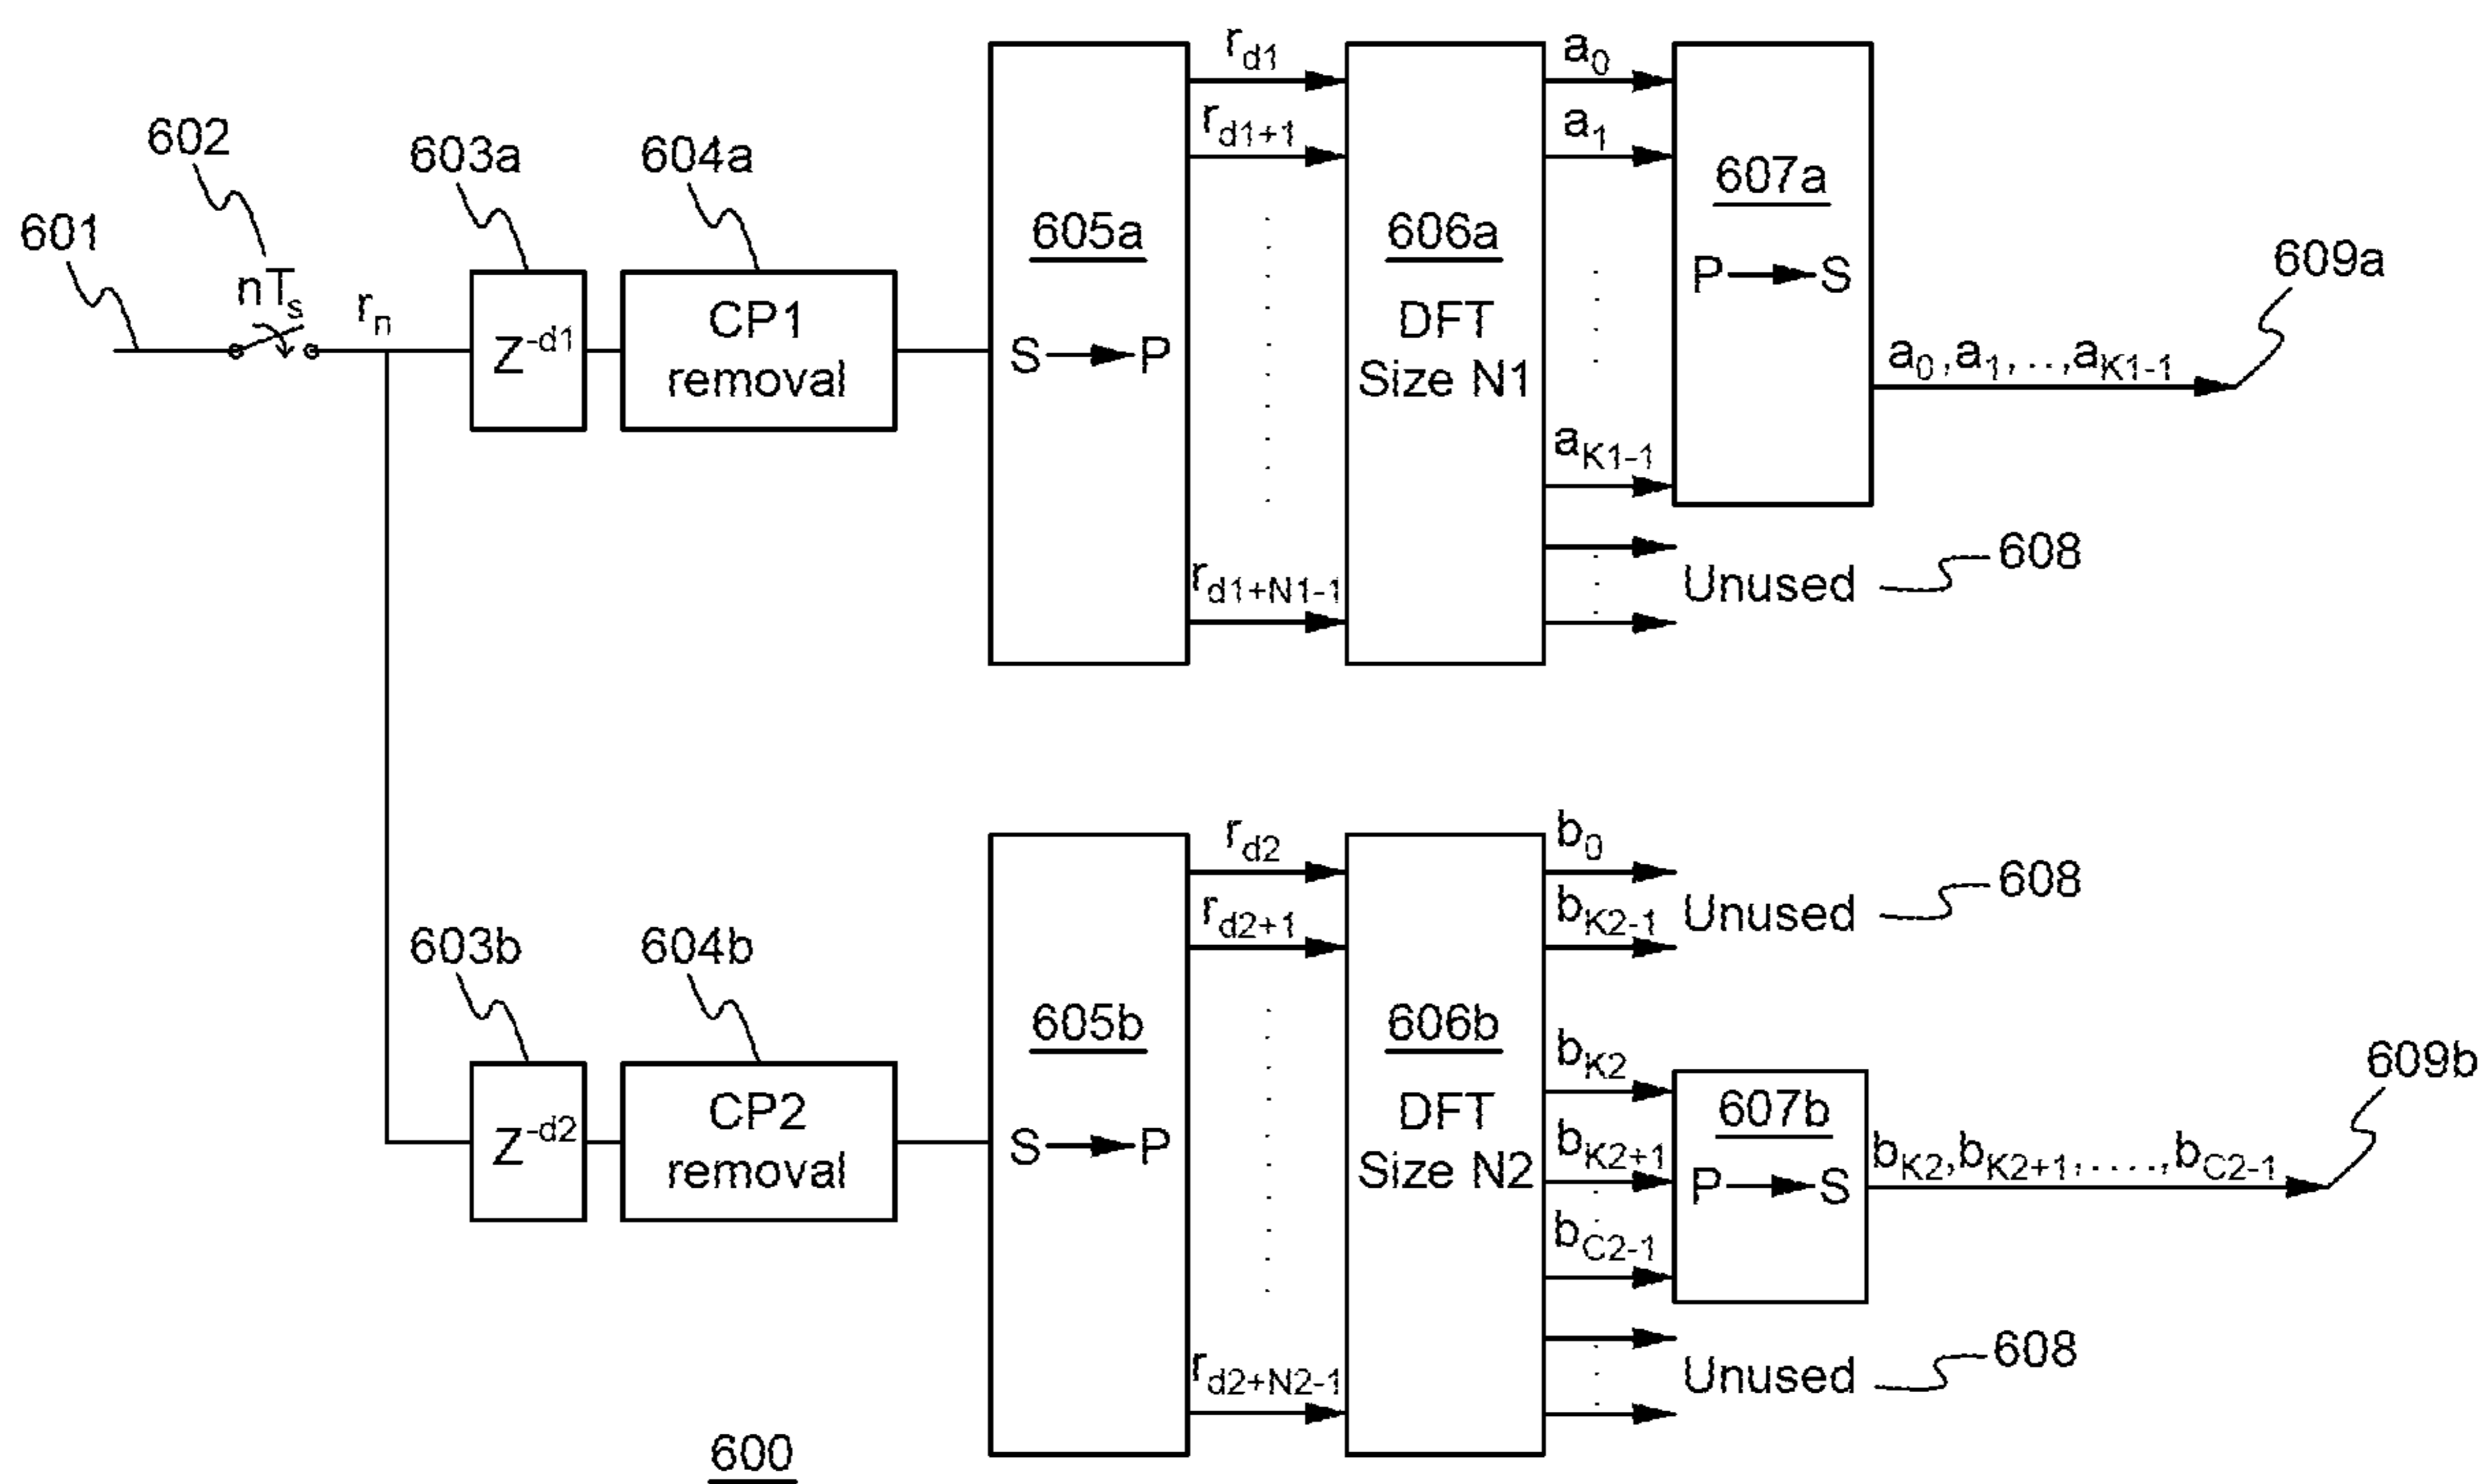 601
602
nTs
rn
603a
Z-d1
604a
CP1
removal
605a
S P
rd1
rd1+1
rd1+N1-1
606a
DFT
Size N1
a0
a1
aK1-1
607a
P S
Unused
608
a0,a1,..,aK1-1
609a
603b
Z-d2
604b
CP2
removal
605b
S P
rd2
rd2+1
rd2+N2-1
606b
DFT
Size N2
b0
bK2-1
Unused
608
bK2
bK2+1
bC2-1
607b
P S
bK2,bK2+1,....,bC2-1
609b
Unused
608
600